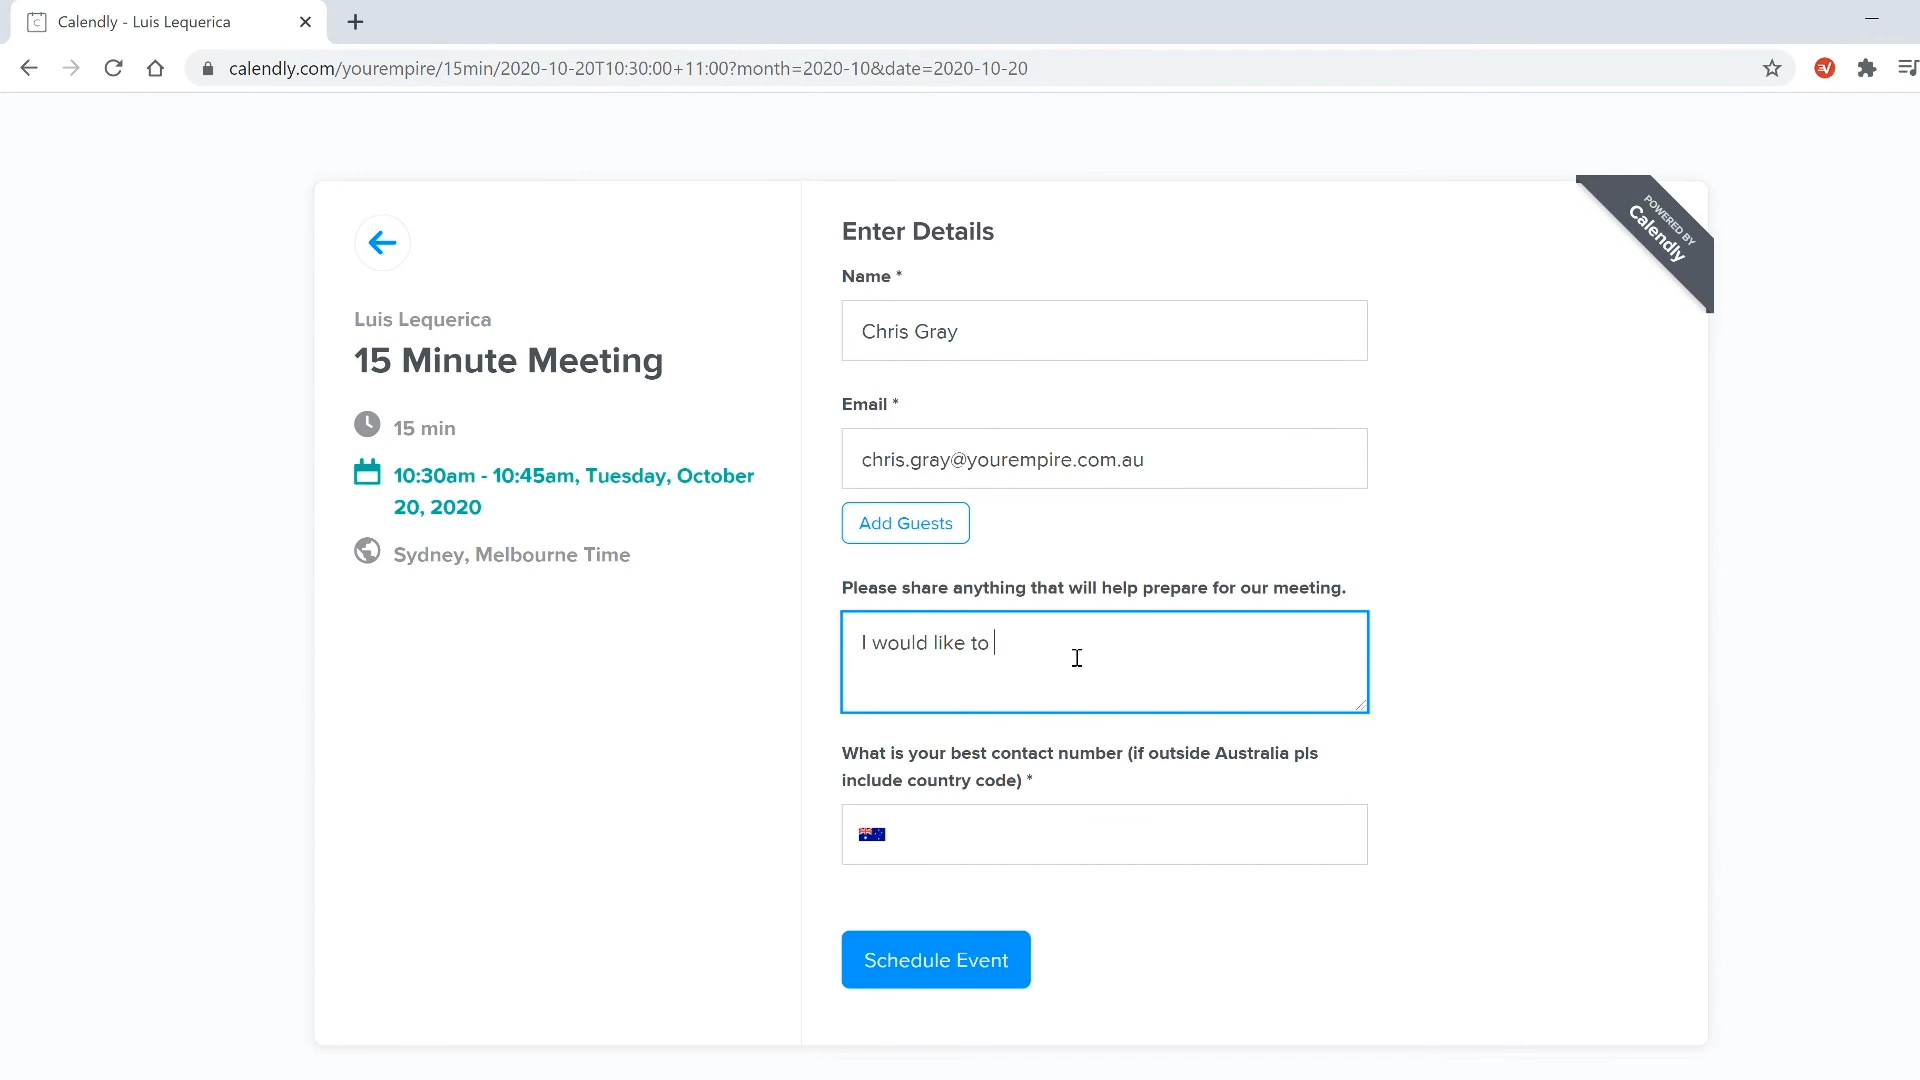 Calendly - Luis Lequerica
calendly.com/yourempire/15min/2020-10-20T10:30:00+11:00?month=2020-10&date=2020-10-20
POWERED BY
Calendly
Luis Lequerica
15 Minute Meeting
15 min
10:30am - 10:45am, Tuesday, October
20, 2020
Sydney, Melbourne Time
Enter Details
Name *
Chris Gray
Email *
chris.gray@yourempire.com.au
Add Guests
Please share anything that will help prepare for our meeting.
I would like to
What is your best contact number (if outside Australia pls
include country code) *
Schedule Event